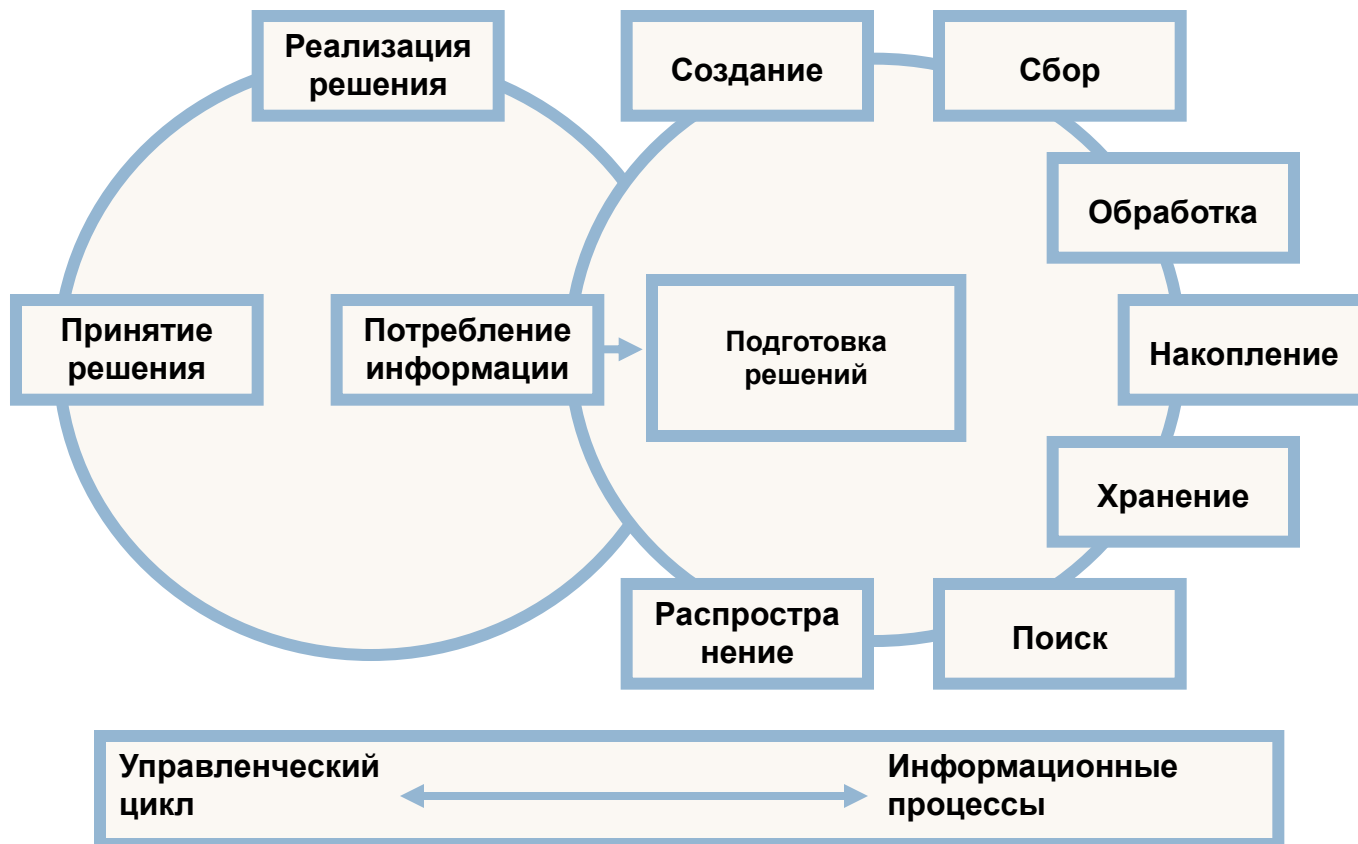 Реализация
решения
Создание
Сбор
Обработка
Принятие
решения
Потребление
информации
Подготовка
решений
Накопление
Хранение
Распростра
нение
Поиск
Управленческий
цикл
Информационные
процессы